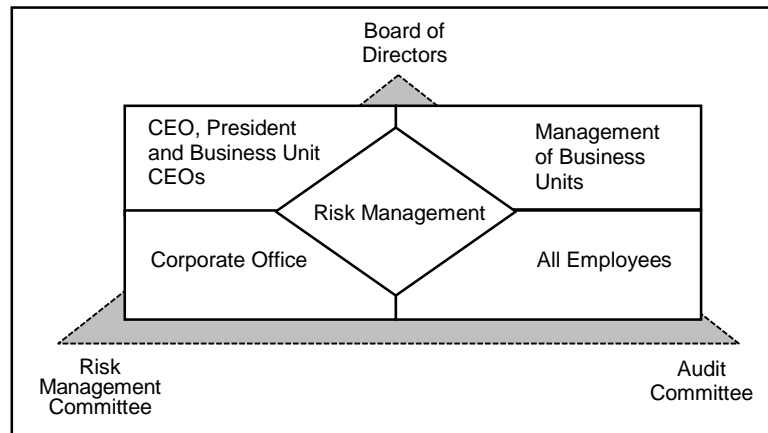 Board of
Directors
CEO, President
and Business Unit
CEOs
Management
of Business
Units
Risk Management
Corporate Office
All Employees
Risk
Management
Committee
Audit
Committee